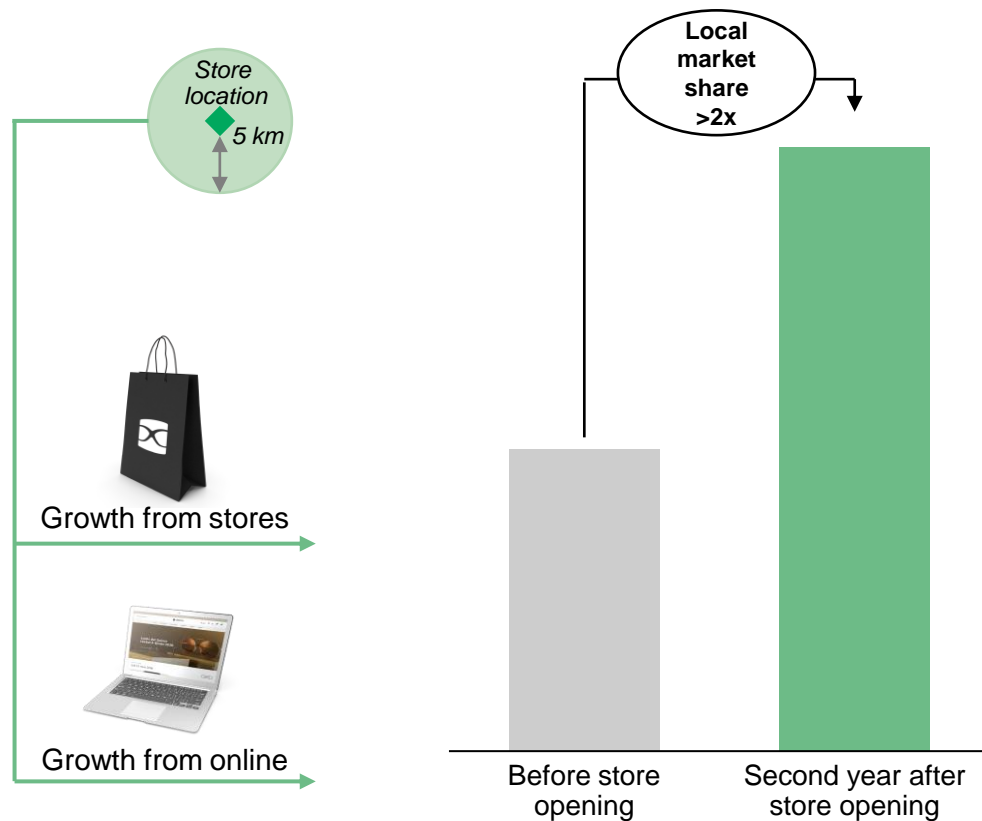 Store
location
5 km
Growth from stores
Growth from online
Local
market
share
>2x
Before store
opening
Second year after
store opening